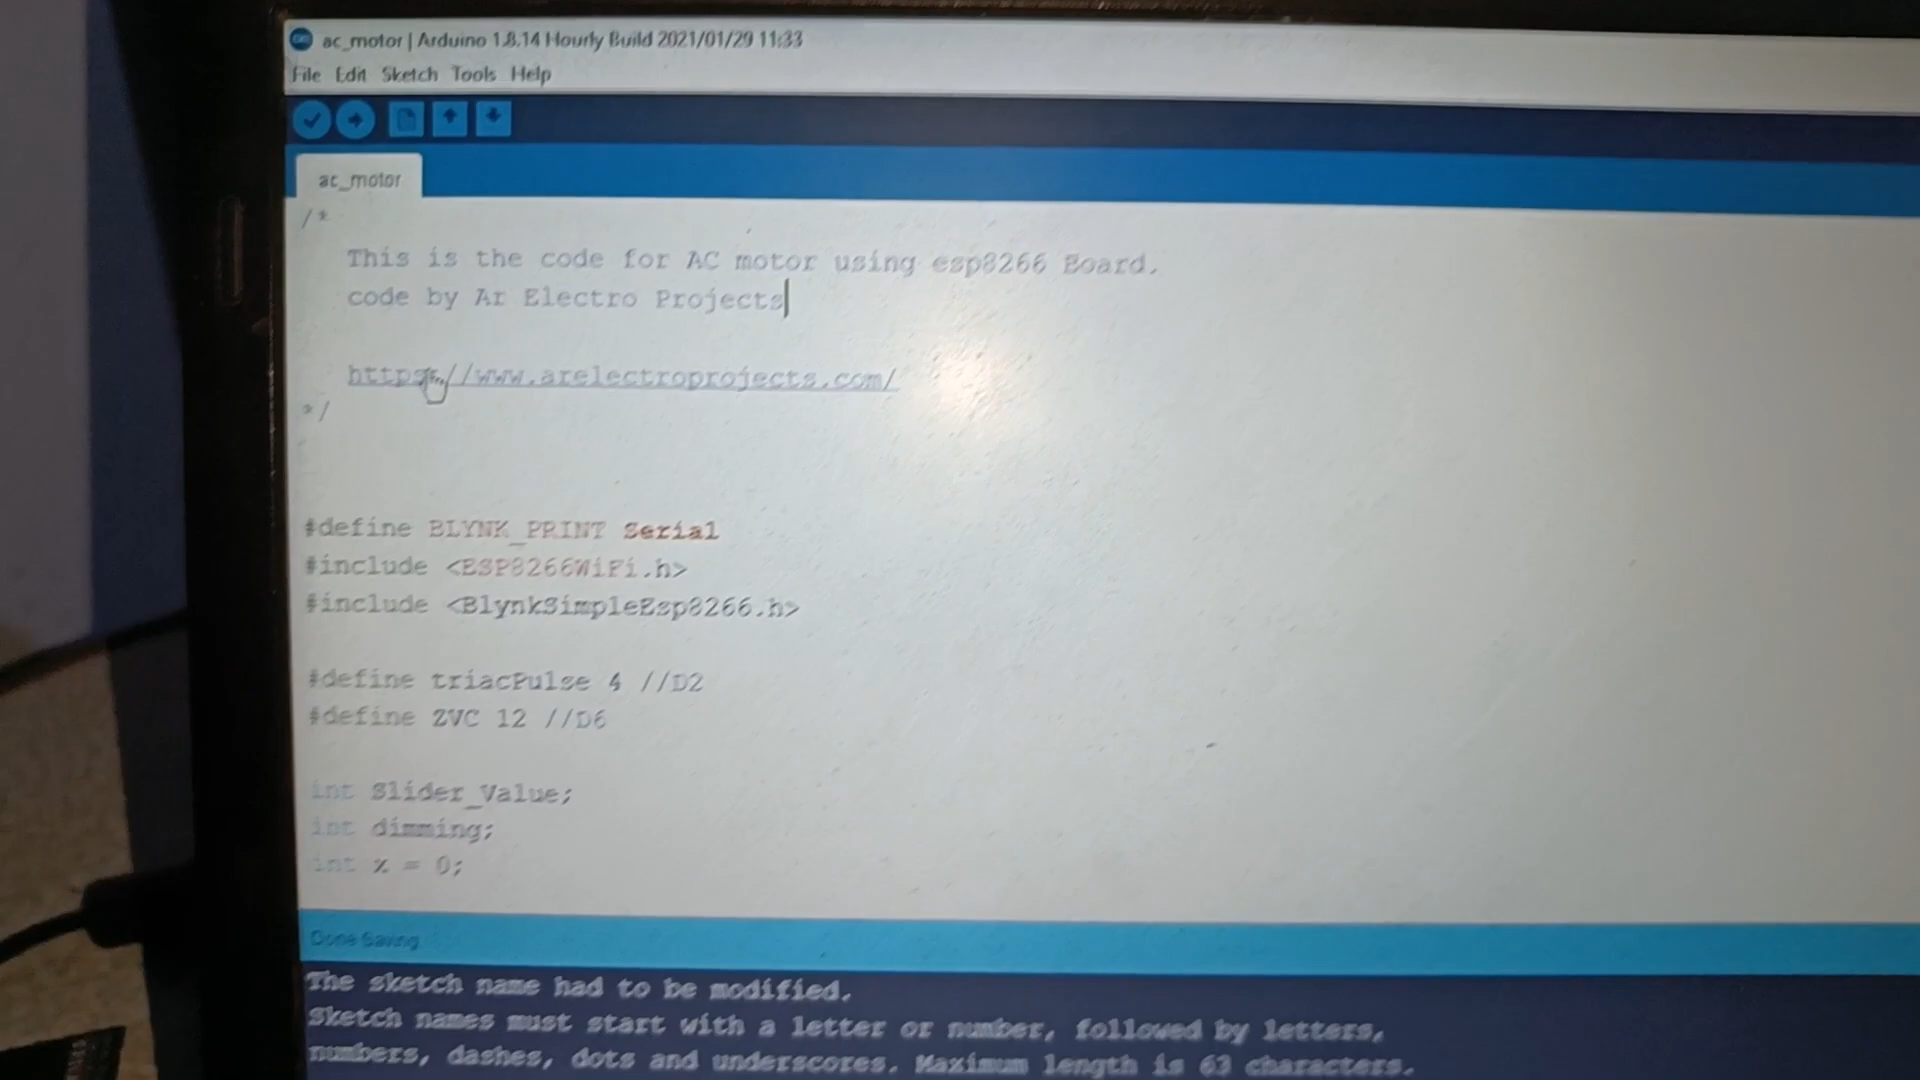 ac_motor | Arduino 1.8.14 Hourly Build 2021/01/29 11:33
File Edit Sketch Tools Help
ac_motor
/*
This is the code for AC motor using esp8266 Board.
code by Ar Electro Projects
https://www.arelectroprojects.com/
*/
#define BLYNK_PRINT Serial
#include <ESP8266WiFi.h>
#include <BlynkSimpleEsp8266.h>
#define triacPulse 4 //D2
#define ZVC 12 //D6
int Slider_Value;
int dimming;
int x = 0;
Done Saving
The sketch name had to be modified.
Sketch names must start with a letter or number, followed by letters,
numbers, dashes, dots and underscores. Maximum length is 63 characters.